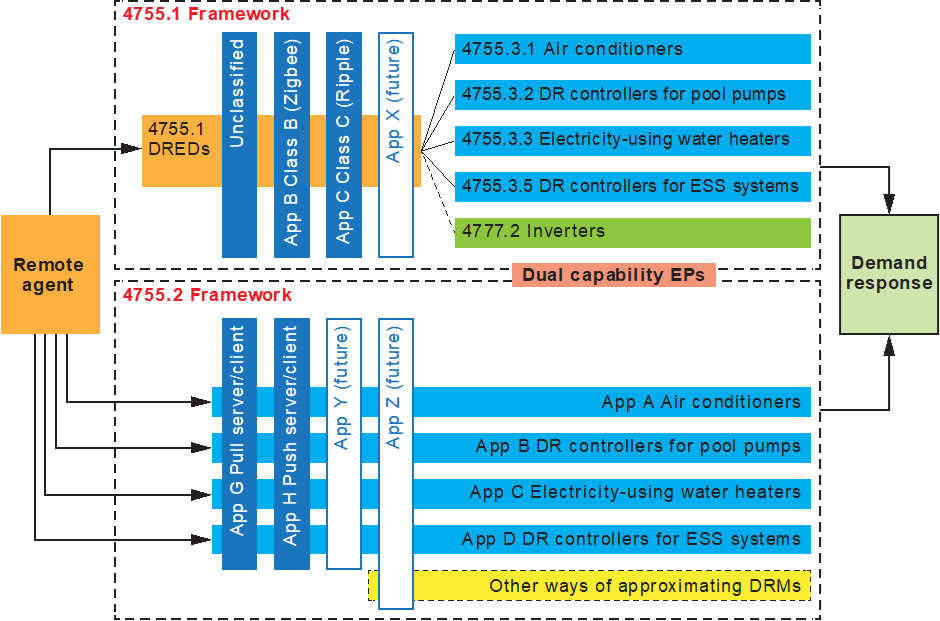 4755.1 Framework
Unclassified
App B Class B (Zigbee)
App C Class C (Ripple)
App X (future)
4755.1
DREDs
4755.3.1 Air conditioners
4755.3.2 DR controllers for pool pumps
4755.3.3 Electricity-using water heaters
4755.3.5 DR controllers for ESS systems
4777.2 Inverters
Remote
agent
Dual capability EPs
Demand
response
4755.2 Framework
App G Pull server/client
App H Push server/client
App Y (future)
App Z (future)
App A Air conditioners
App B DR controllers for pool pumps
App C Electricity-using water heaters
App D DR controllers for ESS systems
Other ways of approximating DRMs